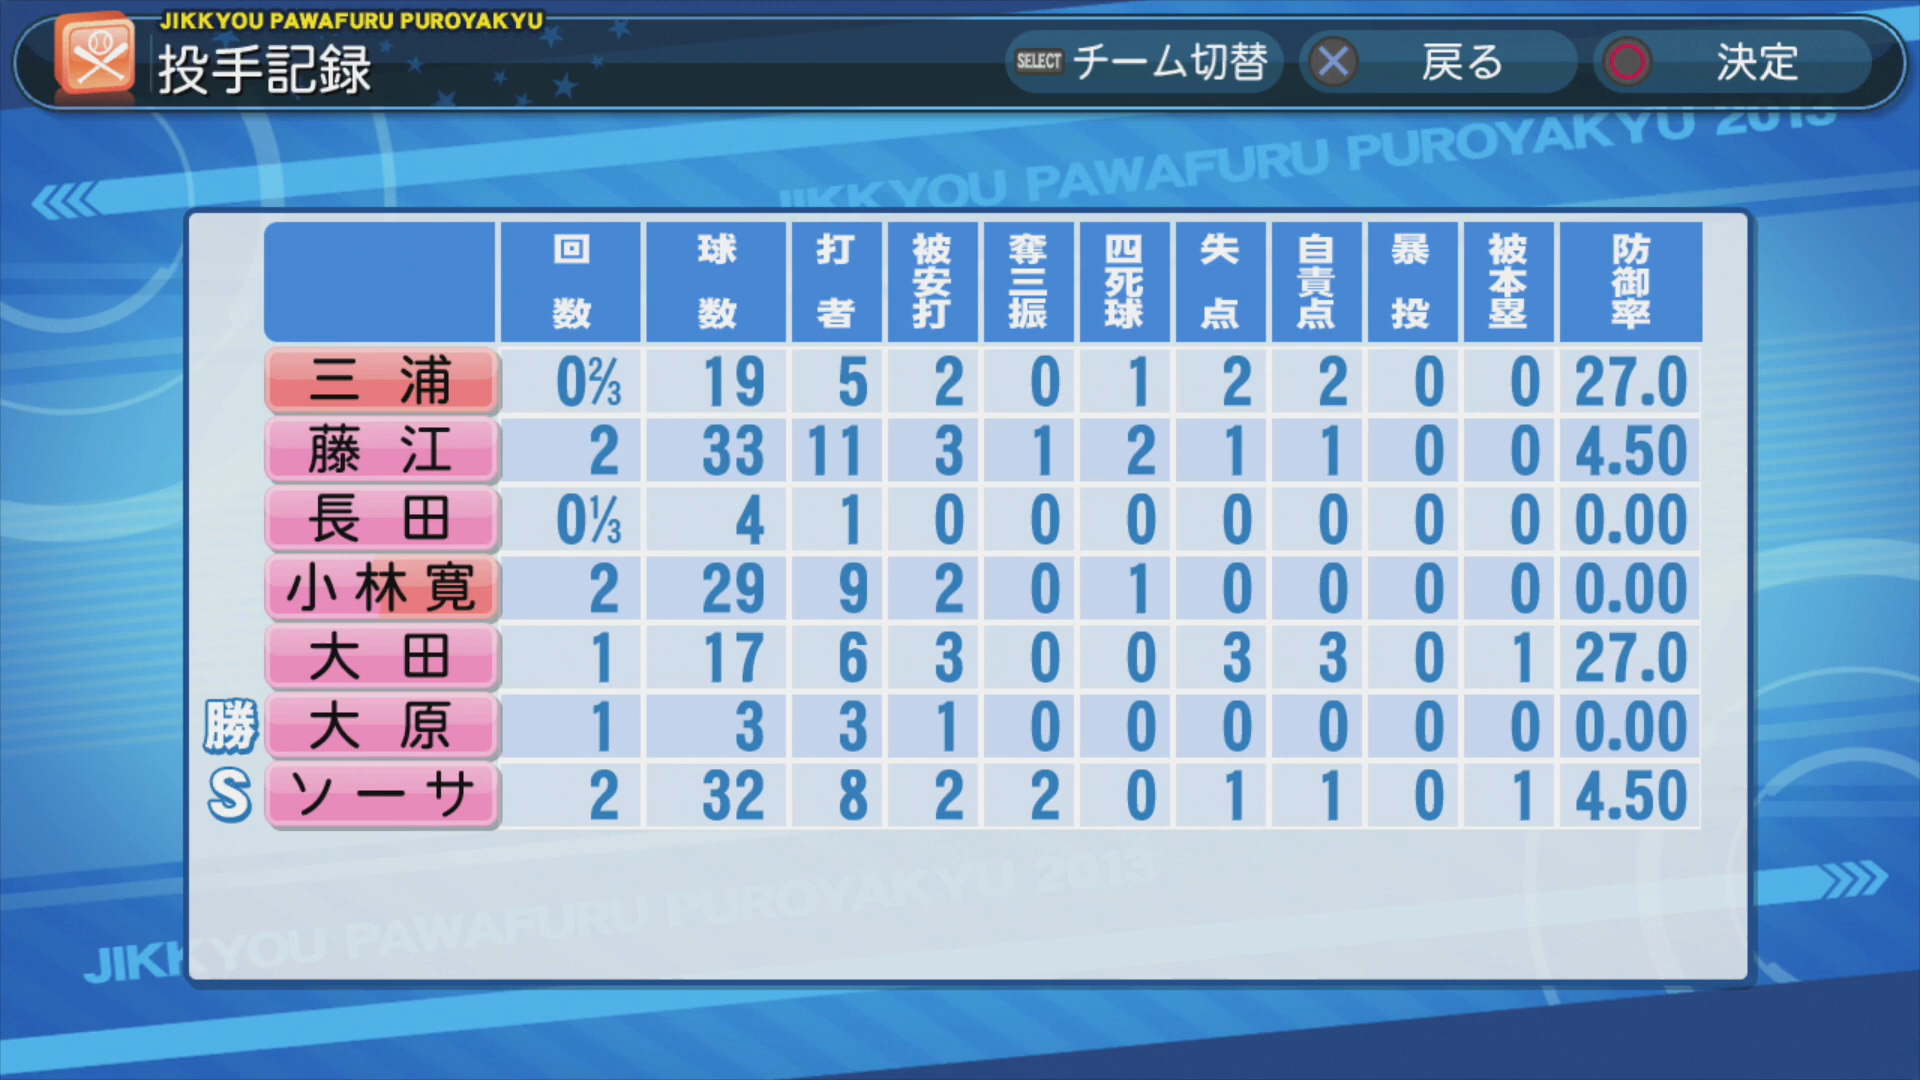 JIKKYOU PAWAFURU PUROYAKYU
投手記録
SELECT チーム切替 戻る 決定
JIKKYOU PAWAFURU PUROYAKYU 2013
回数 球数 打者 被安打 奪三振 四死球 失点 自責点 暴投 被本塁 防御率
三浦 0⅔ 19 5 2 0 1 2 2 0 0 27.0
藤江 2 33 11 3 1 2 1 1 0 0 4.50
長田 0⅓ 4 1 0 0 0 0 0 0 0 0.00
小林寛 2 29 9 2 0 1 0 0 0 0 0.00
大田 1 17 6 3 0 0 3 3 0 1 27.0
勝 大原 1 3 3 1 0 0 0 0 0 0 0.00
S ソーサ 2 32 8 2 2 0 1 1 0 1 4.50
JIKKYOU PAWAFURU PUROYAKYU 2013